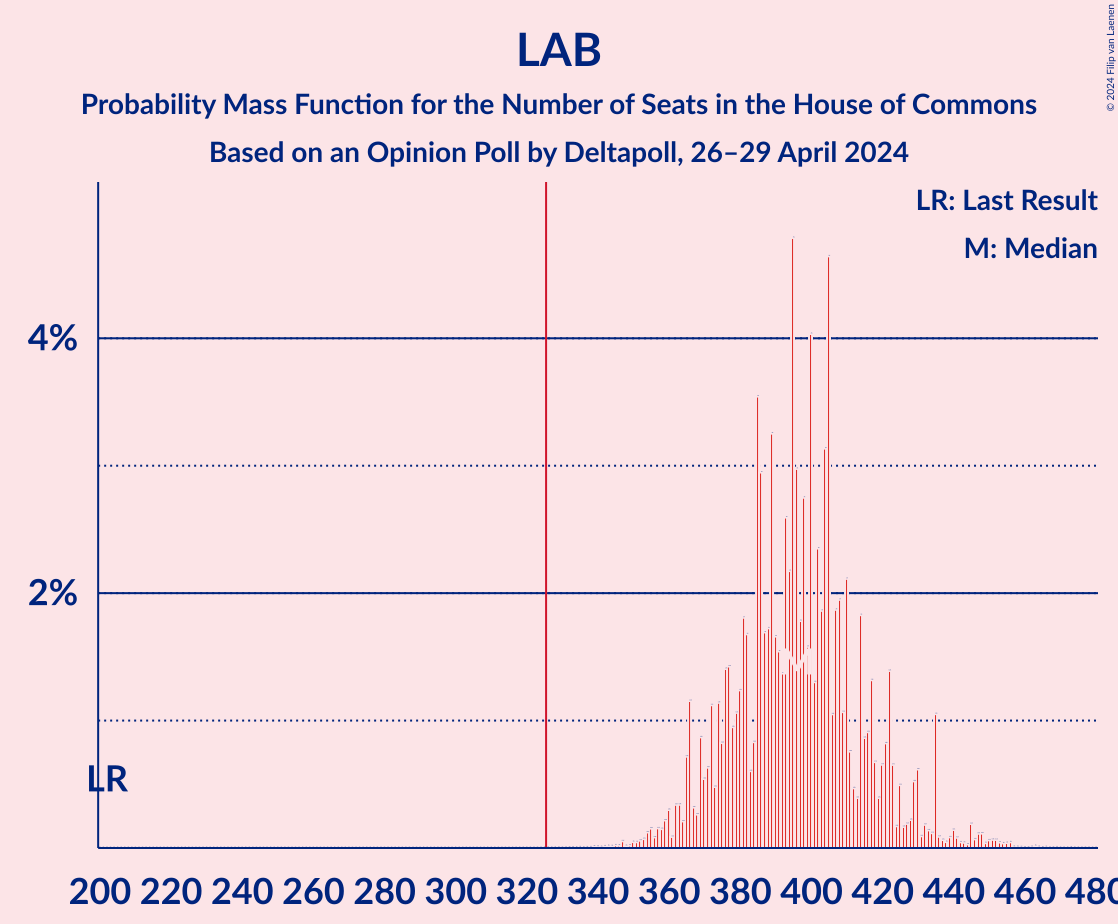 © 2024 Filip van Laenen
LAB
Probability Mass Function for the Number of Seats in the House of Commons
Based on an Opinion Poll by Deltapoll, 26–29 April 2024
LR: Last Result
M: Median
4%
2%
LR
M
200 220 240 260 280 300 320 340 360 380 400 420 440 460 480